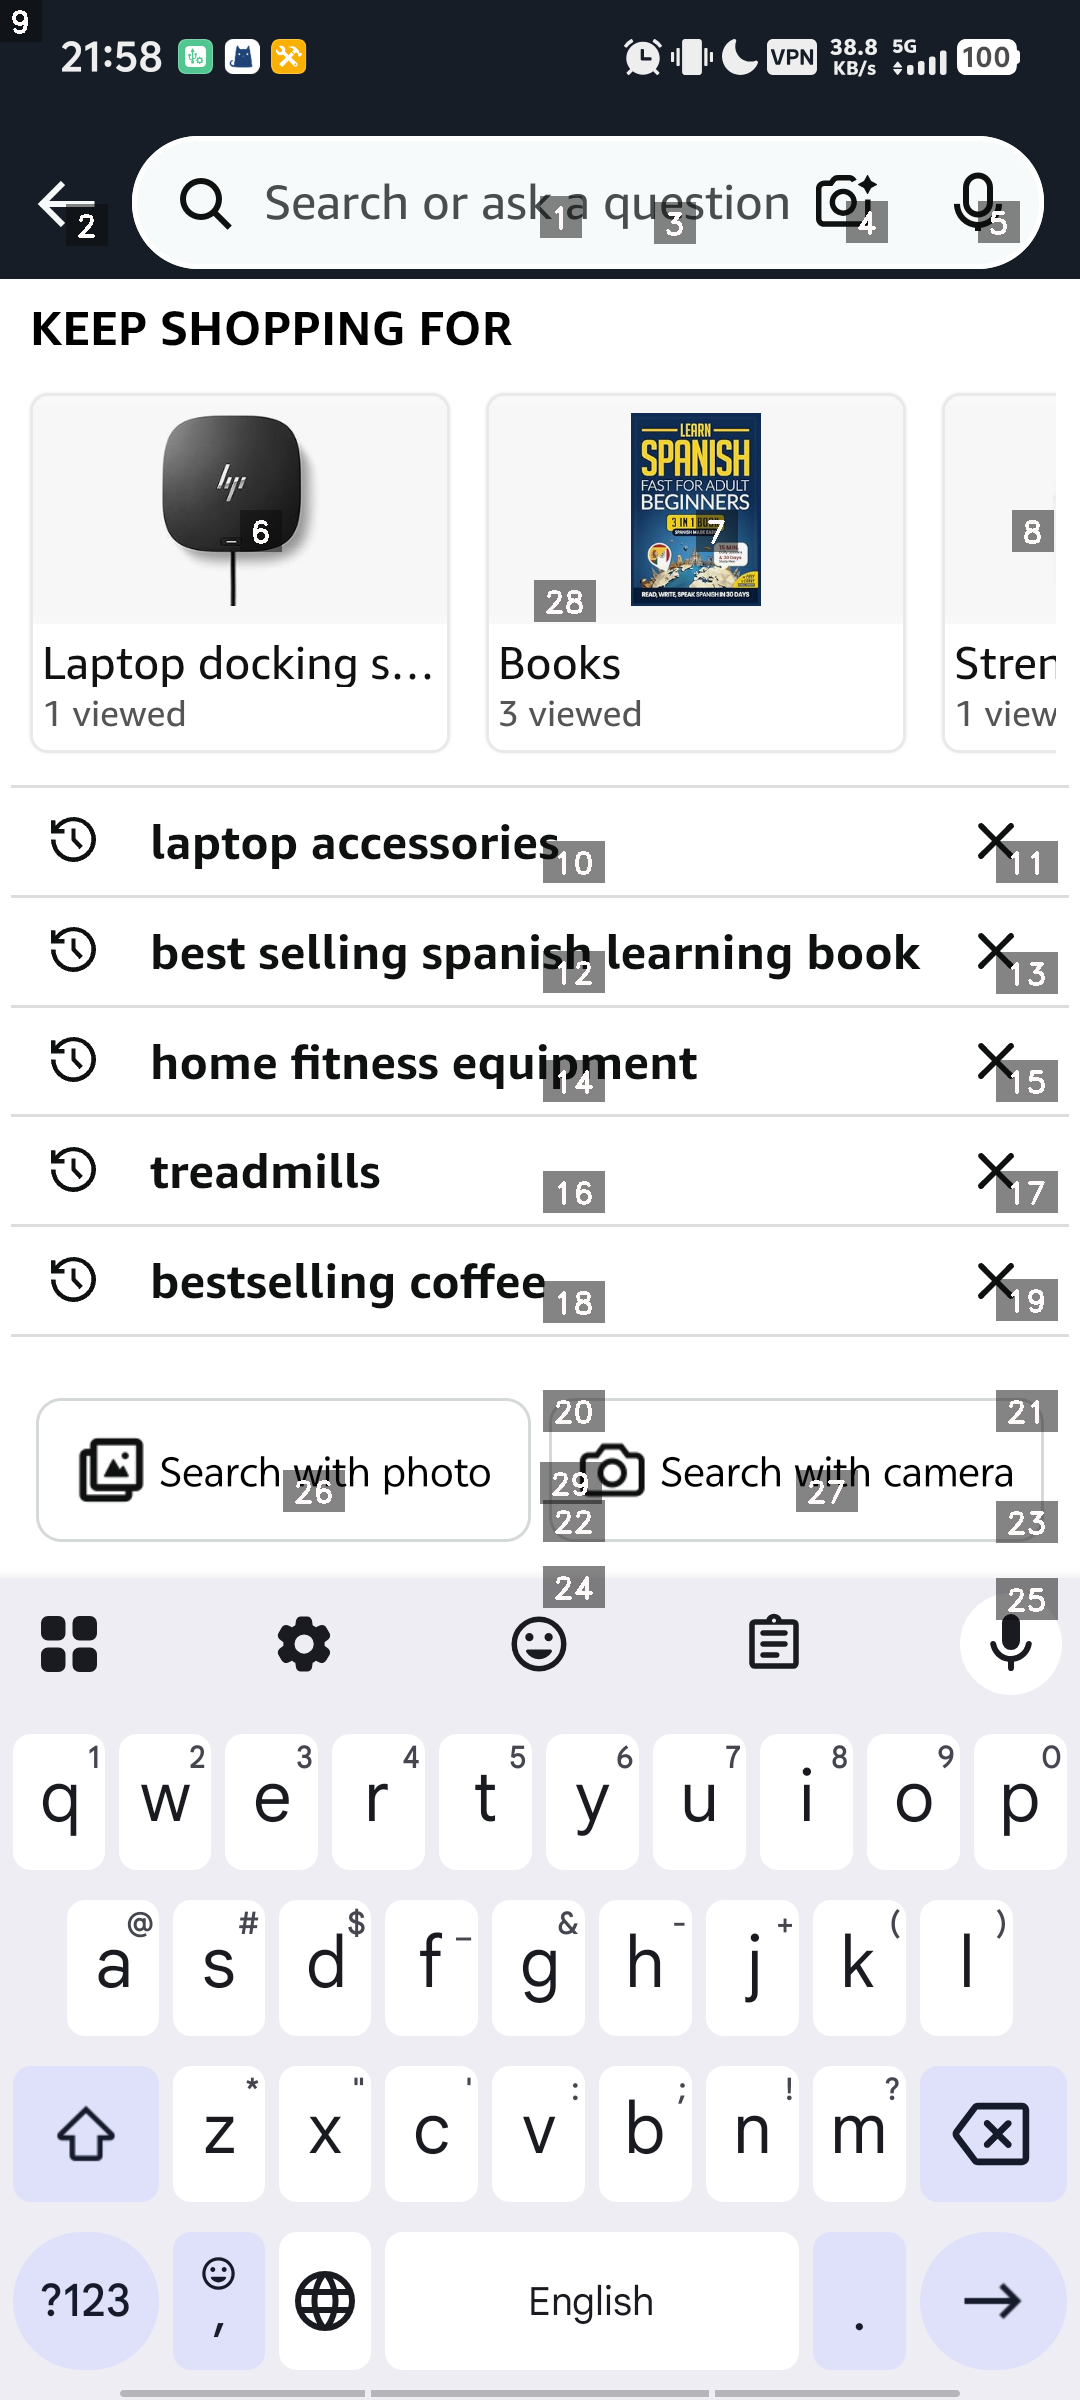 9
21:58
VPN
38.8
KB/s
5G
100
Search or ask a question
1
2
3
4
5
KEEP SHOPPING FOR
hp
6
LEARN
SPANISH
FAST FOR ADULT
BEGINNERS
3 IN 1 BOOK
SPANISH MADE EASY
READ, WRITE, SPEAK SPANISH IN 30 DAYS
7
8
28
Laptop docking s...
1 viewed
Books
3 viewed
Stren
1 view
laptop accessories
10
11
best selling spanish learning book
12
13
home fitness equipment
14
15
treadmills
16
17
bestselling coffee
18
19
20
21
Search with photo
26
29
Search with camera
27
22
23
24
25
q 1 w 2 e 3 r 4 t 5 y 6 u 7 i 8 o 9 p 0
a @ s # d $ f _ g & h - j + k ( l )
z * x " c ' v : b ; n ! m ?
?123 , English .